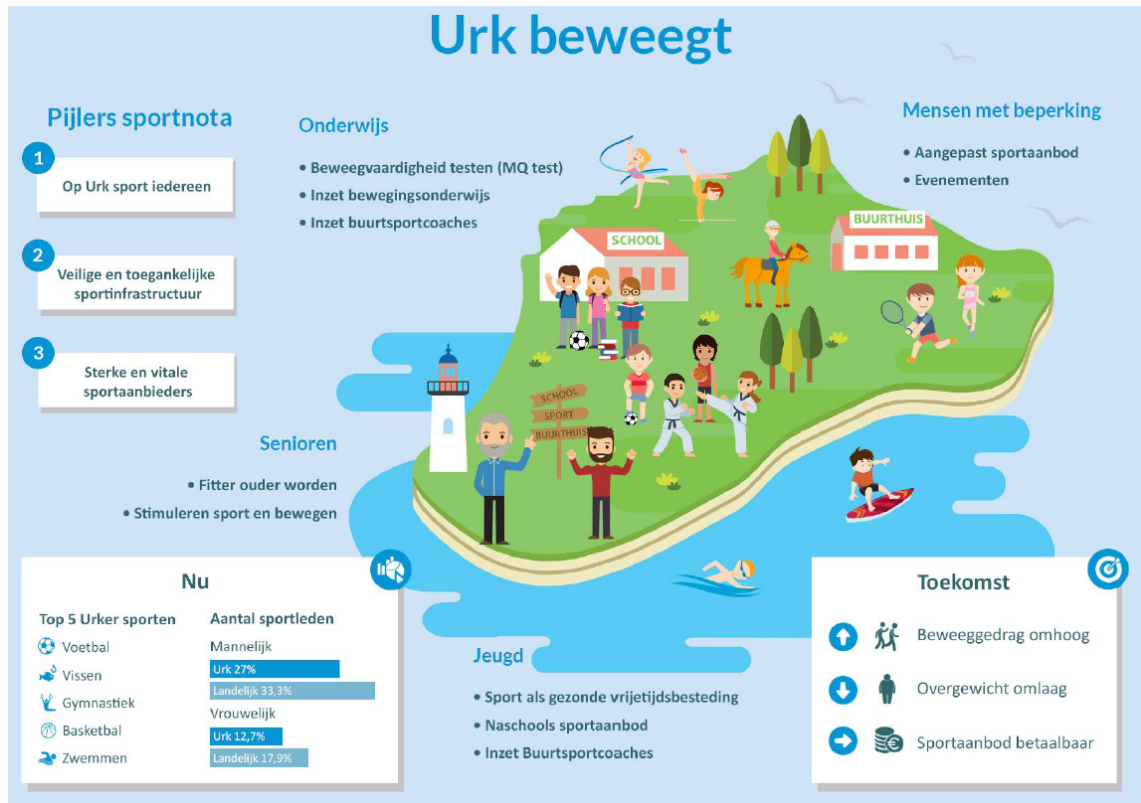 Urk beweegt
Pijlers sportnota
1
Op Urk sport iedereen
2
Veilige en toegankelijke
sportinfrastructuur
3
Sterke en vitale
sportaanbieders
Onderwijs
• Beweegvaardigheid testen (MQ test)
• Inzet bewegingsonderwijs
• Inzet buurtsportcoaches
Mensen met beperking
• Aangepast sportaanbod
• Evenementen
SCHOOL
BUURTHUIS
SCHOOL
SPORT
BUURTHUIS
Senioren
• Fitter ouder worden
• Stimuleren sport en bewegen
Nu
Top 5 Urker sporten
Voetbal
Vissen
Gymnastiek
Basketbal
Zwemmen
Aantal sportleden
Mannelijk
Urk 27%
Landelijk 33,3%
Vrouwelijk
Urk 12,7%
Landelijk 17,9%
Jeugd
• Sport als gezonde vrijetijdsbesteding
• Naschools sportaanbod
• Inzet Buurtsportcoaches
Toekomst
Beweeggedrag omhoog
Overgewicht omlaag
Sportaanbod betaalbaar